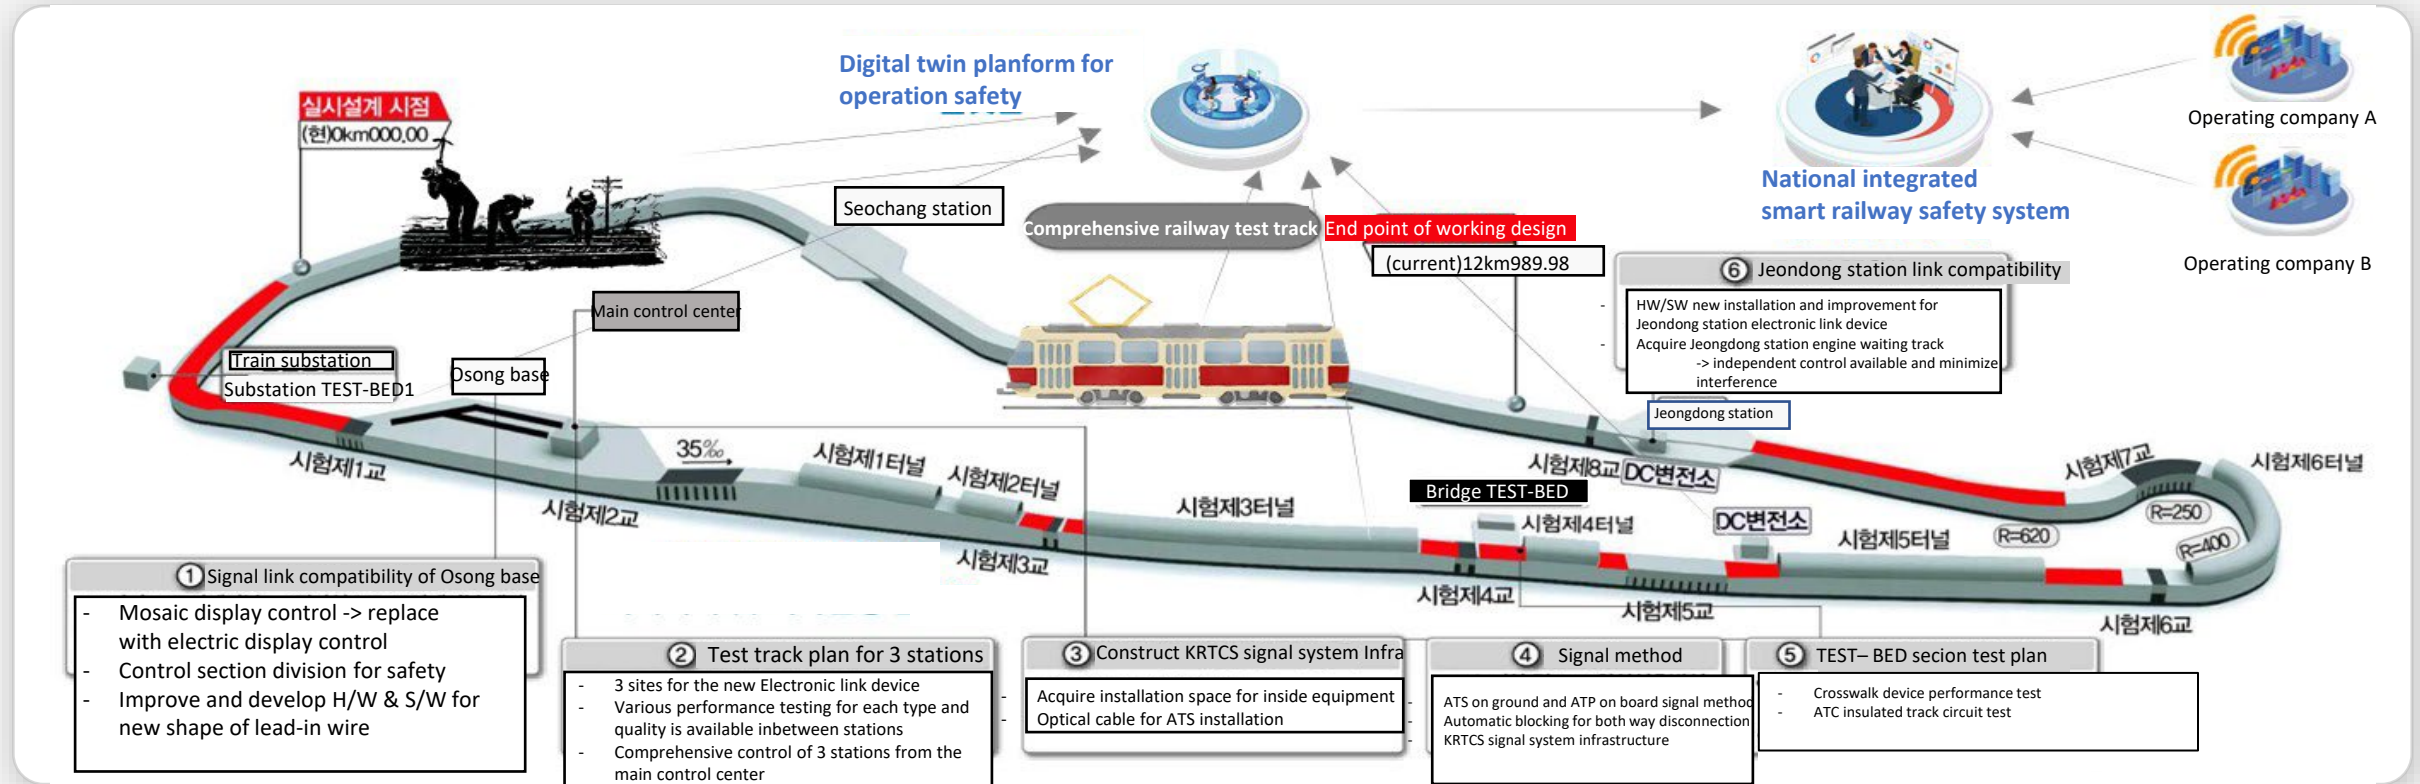 Digital twin planform for
operation safety
실시설계 시점
(현)0km000.00
Operating company A
National integrated
smart railway safety system
Operating company B
Seochang station
Comprehensive railway test track
End point of working design
(current)12km989.98
Main control center
Train substation
Substation TEST-BED1
Osong base
⑥ Jeondong station link compatibility
- HW/SW new installation and improvement for
Jeondong station electronic link device
- Acquire Jeongdong station engine waiting track
-> independent control available and minimize
interference
Jeongdong station
35‰
시험제1교
시험제2교
시험제1터널
시험제2터널
시험제3교
시험제3터널
Bridge TEST-BED
시험제4터널
시험제4교
시험제8교
DC변전소
DC변전소
시험제5터널
시험제5교
R=620
시험제7교
시험제6터널
R=250
R=400
시험제6교
① Signal link compatibility of Osong base
- Mosaic display control -> replace
with electric display control
- Control section division for safety
- Improve and develop H/W & S/W for
new shape of lead-in wire
② Test track plan for 3 stations
- 3 sites for the new Electronic link device
- Various performance testing for each type and
quality is available inbetween stations
- Comprehensive control of 3 stations from the
main control center
③ Construct KRTCS signal system Infra
- Acquire installation space for inside equipment
- Optical cable for ATS installation
④ Signal method
- ATS on ground and ATP on board signal method
- Automatic blocking for both way disconnection
- KRTCS signal system infrastructure
⑤ TEST– BED secion test plan
- Crosswalk device performance test
- ATC insulated track circuit test